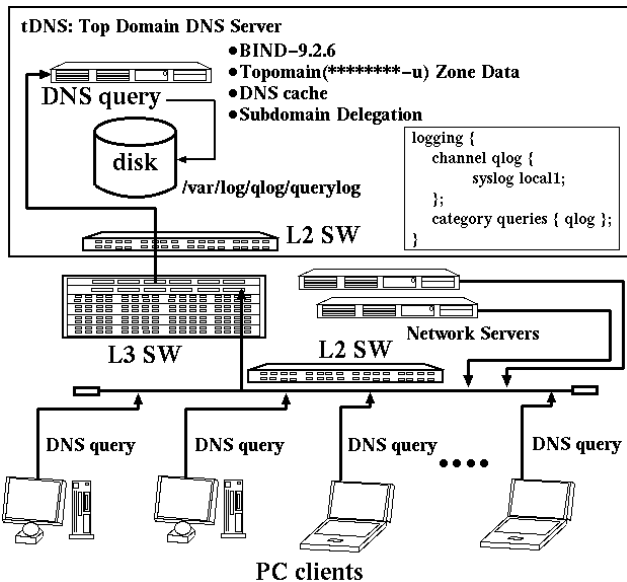 tDNS: Top Domain DNS Server
●BIND-9.2.6
●Topomain(********-u) Zone Data
●DNS cache
●Subdomain Delegation
DNS query
disk
/var/log/qlog/querylog
logging {
channel qlog {
syslog local1;
};
category queries { qlog };
}
L2 SW
L3 SW
Network Servers
L2 SW
DNS query
DNS query
DNS query
DNS query
PC clients